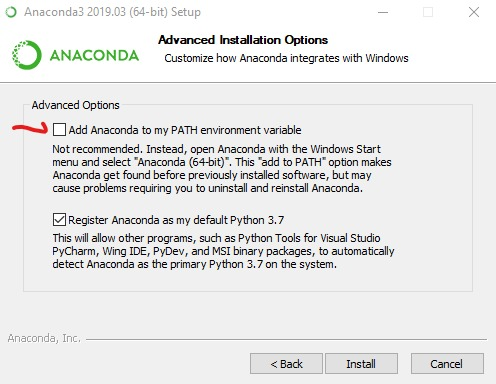 Anaconda3 2019.03 (64-bit) Setup
Advanced Installation Options
Customize how Anaconda integrates with Windows
ANACONDA
Advanced Options
Add Anaconda to my PATH environment variable
Not recommended. Instead, open Anaconda with the Windows Start
menu and select "Anaconda (64-bit)". This "add to PATH" option makes
Anaconda get found before previously installed software, but may
cause problems requiring you to uninstall and reinstall Anaconda.
Register Anaconda as my default Python 3.7
This will allow other programs, such as Python Tools for Visual Studio
PyCharm, Wing IDE, PyDev, and MSI binary packages, to automatically
detect Anaconda as the primary Python 3.7 on the system.
Anaconda, Inc.
< Back
Install
Cancel